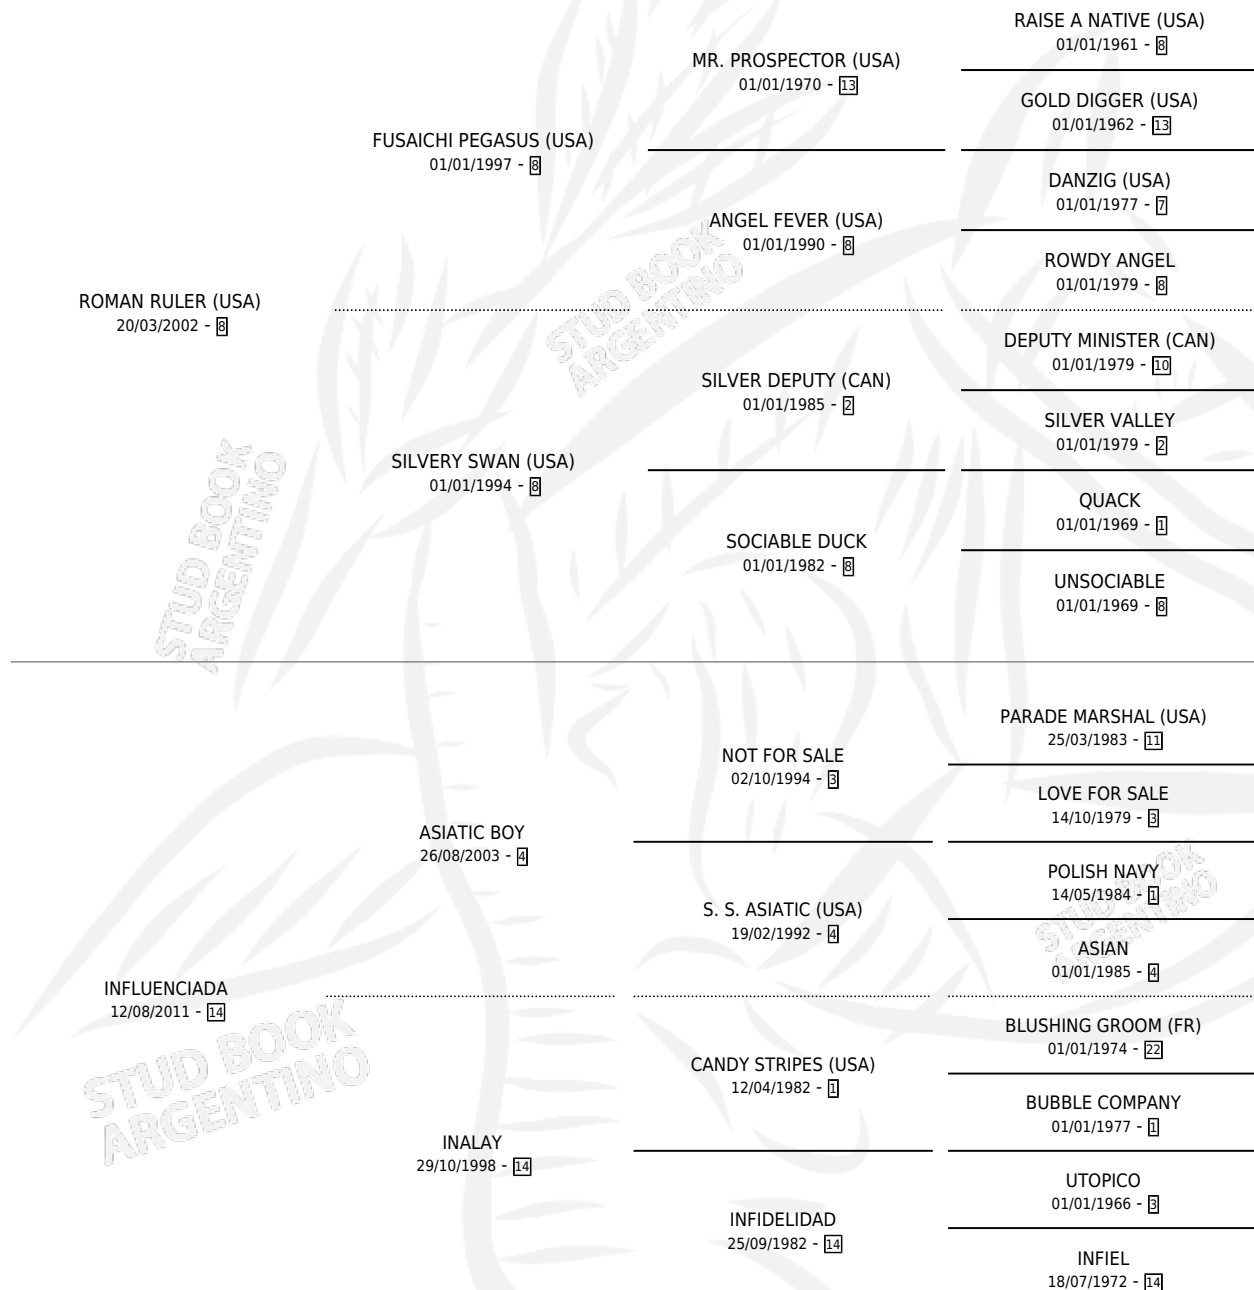 RAISE A NATIVE (USA)
01/01/1961 - 8
MR. PROSPECTOR (USA)
01/01/1970 - 13
GOLD DIGGER (USA)
01/01/1962 - 13
FUSAICHI PEGASUS (USA)
01/01/1997 - 8
DANZIG (USA)
01/01/1977 - 7
ANGEL FEVER (USA)
01/01/1990 - 8
ROWDY ANGEL
01/01/1979 - 8
ROMAN RULER (USA)
20/03/2002 - 8
DEPUTY MINISTER (CAN)
01/01/1979 - 10
SILVER DEPUTY (CAN)
01/01/1985 - 2
SILVER VALLEY
01/01/1979 - 2
SILVERY SWAN (USA)
01/01/1994 - 8
QUACK
01/01/1969 - 1
SOCIABLE DUCK
01/01/1982 - 8
UNSOCIABLE
01/01/1969 - 8
PARADE MARSHAL (USA)
25/03/1983 - 11
NOT FOR SALE
02/10/1994 - 3
LOVE FOR SALE
14/10/1979 - 3
ASIATIC BOY
26/08/2003 - 4
POLISH NAVY
14/05/1984 - 1
S. S. ASIATIC (USA)
19/02/1992 - 4
ASIAN
01/01/1985 - 4
INFLUENCIADA
12/08/2011 - 14
BLUSHING GROOM (FR)
01/01/1974 - 22
CANDY STRIPES (USA)
12/04/1982 - 1
BUBBLE COMPANY
01/01/1977 - 1
INALAY
29/10/1998 - 14
UTOPICO
01/01/1966 - 3
INFIDELIDAD
25/09/1982 - 14
INFIEL
18/07/1972 - 14
STUD BOOK
ARGENTINO
STUD BOOK
ARGENTINO
STUD BOOK
ARGENTINO
STUD BOOK
ARGENTINO